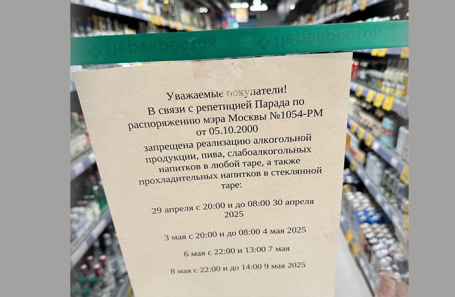 Уважаемые покупатели!
В связи с репетицией Парада по
распоряжению мэра Москвы №1054-РМ
от 05.10.2000
запрещена реализацию алкогольной
продукции, пива, слабоалкогольных
напитков в любой таре, а также
прохладительных напитков в стеклянной
таре:
29 апреля с 20:00 и до 08:00 30 апреля
2025
3 мая с 20:00 и до 08:00 4 мая 2025
6 мая с 22:00 и 13:00 7 мая
8 мая с 22:00 и до 14:00 9 мая 2025